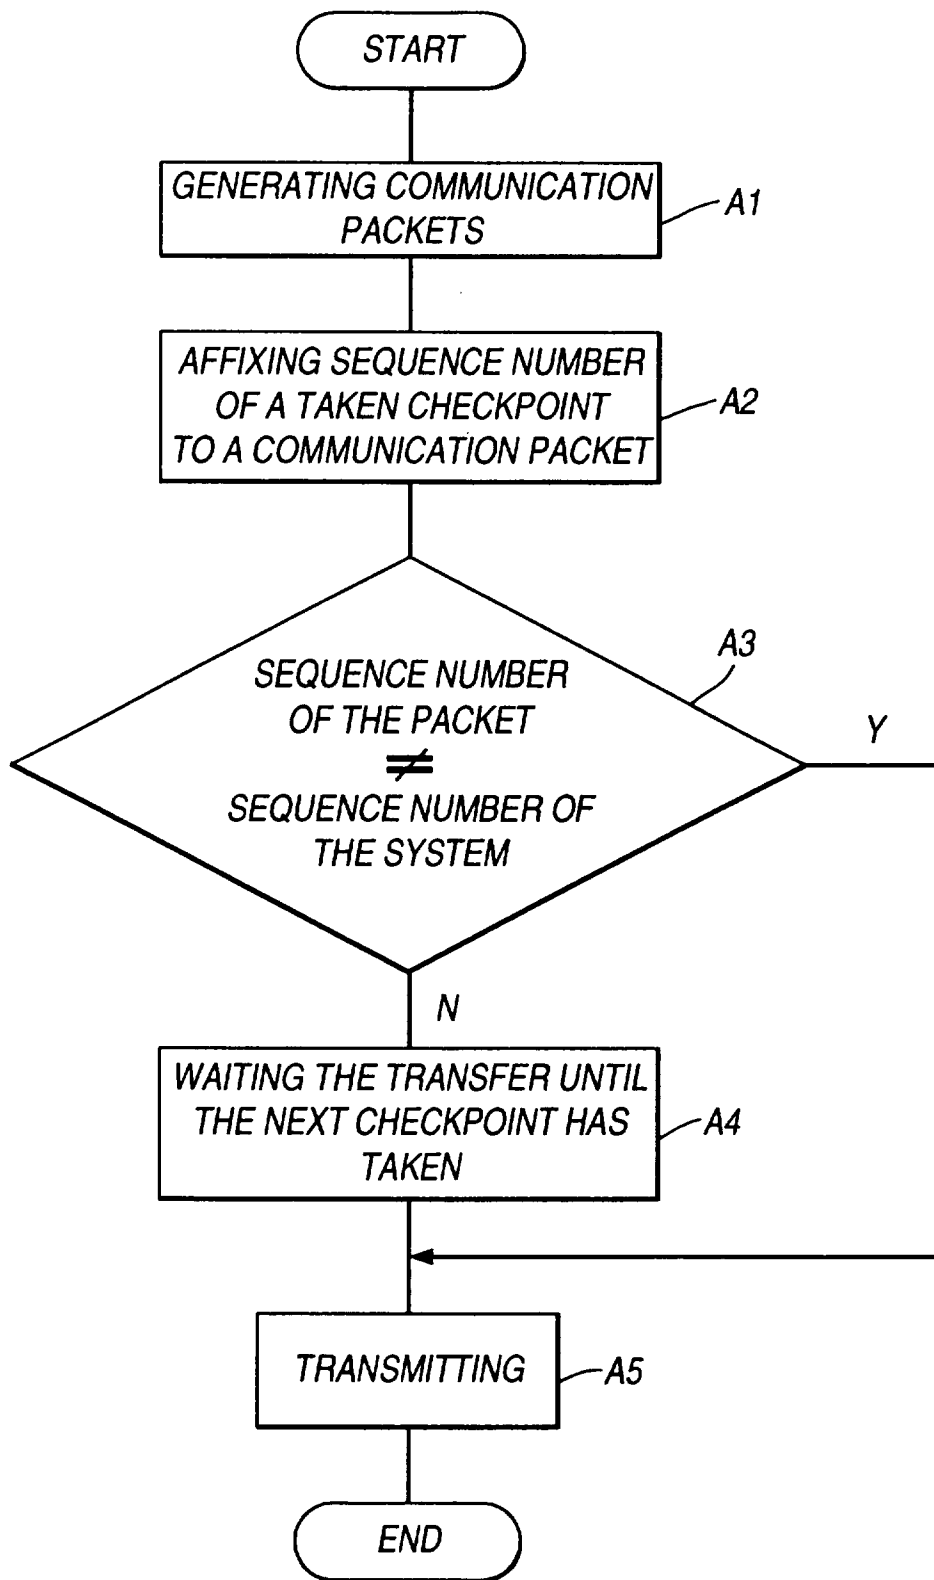 START
GENERATING COMMUNICATION
PACKETS
A1
AFFIXING SEQUENCE NUMBER
OF A TAKEN CHECKPOINT
TO A COMMUNICATION PACKET
A2
SEQUENCE NUMBER
OF THE PACKET
≠
SEQUENCE NUMBER OF
THE SYSTEM
A3
Y
N
WAITING THE TRANSFER UNTIL
THE NEXT CHECKPOINT HAS
TAKEN
A4
TRANSMITTING
A5
END